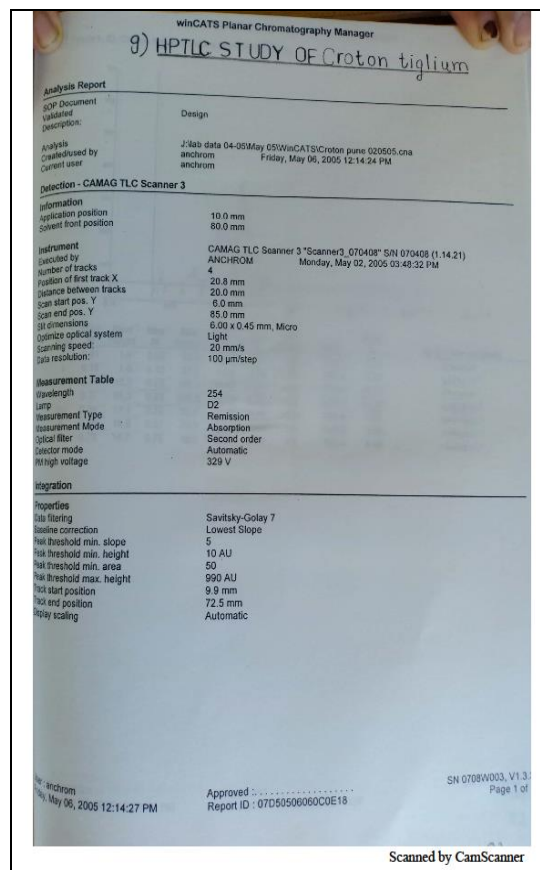 winCATS Planar Chromatography Manager
9) HPTLC STUDY OF Croton tiglium
Analysis Report
SOP Document
Validated Design
Description:
Analysis J:\lab data 04-05\May 05\WinCATS\Croton pune 020505.cna
Created/used by anchrom Friday, May 06, 2005 12:14:24 PM
Current user anchrom
Detection - CAMAG TLC Scanner 3
Information
Application position 10.0 mm
Solvent front position 80.0 mm
Instrument CAMAG TLC Scanner 3 "Scanner3_070408" S/N 070408 (1.14.21)
Executed by ANCHROM Monday, May 02, 2005 03:48:32 PM
Number of tracks 4
Position of first track X 20.8 mm
Distance between tracks 20.0 mm
Scan start pos. Y 6.0 mm
Scan end pos. Y 85.0 mm
Slit dimensions 6.00 x 0.45 mm, Micro
Optimize optical system Light
Scanning speed: 20 mm/s
Data resolution: 100 µm/step
Measurement Table
Wavelength 254
Lamp D2
Measurement Type Remission
Measurement Mode Absorption
Optical filter Second order
Detector mode Automatic
PM high voltage 329 V
Integration
Properties
Data filtering Savitsky-Golay 7
Baseline correction Lowest Slope
Peak threshold min. slope 5
Peak threshold min. height 10 AU
Peak threshold min. area 50
Peak threshold max. height 990 AU
Track start position 9.9 mm
Track end position 72.5 mm
Display scaling Automatic
anchrom Approved : . . . . . . . . . . . . . . . . . . SN 0708W003, V1.3.
May 06, 2005 12:14:27 PM Report ID : 07D50506060C0E18 Page 1 of
Scanned by CamScanner